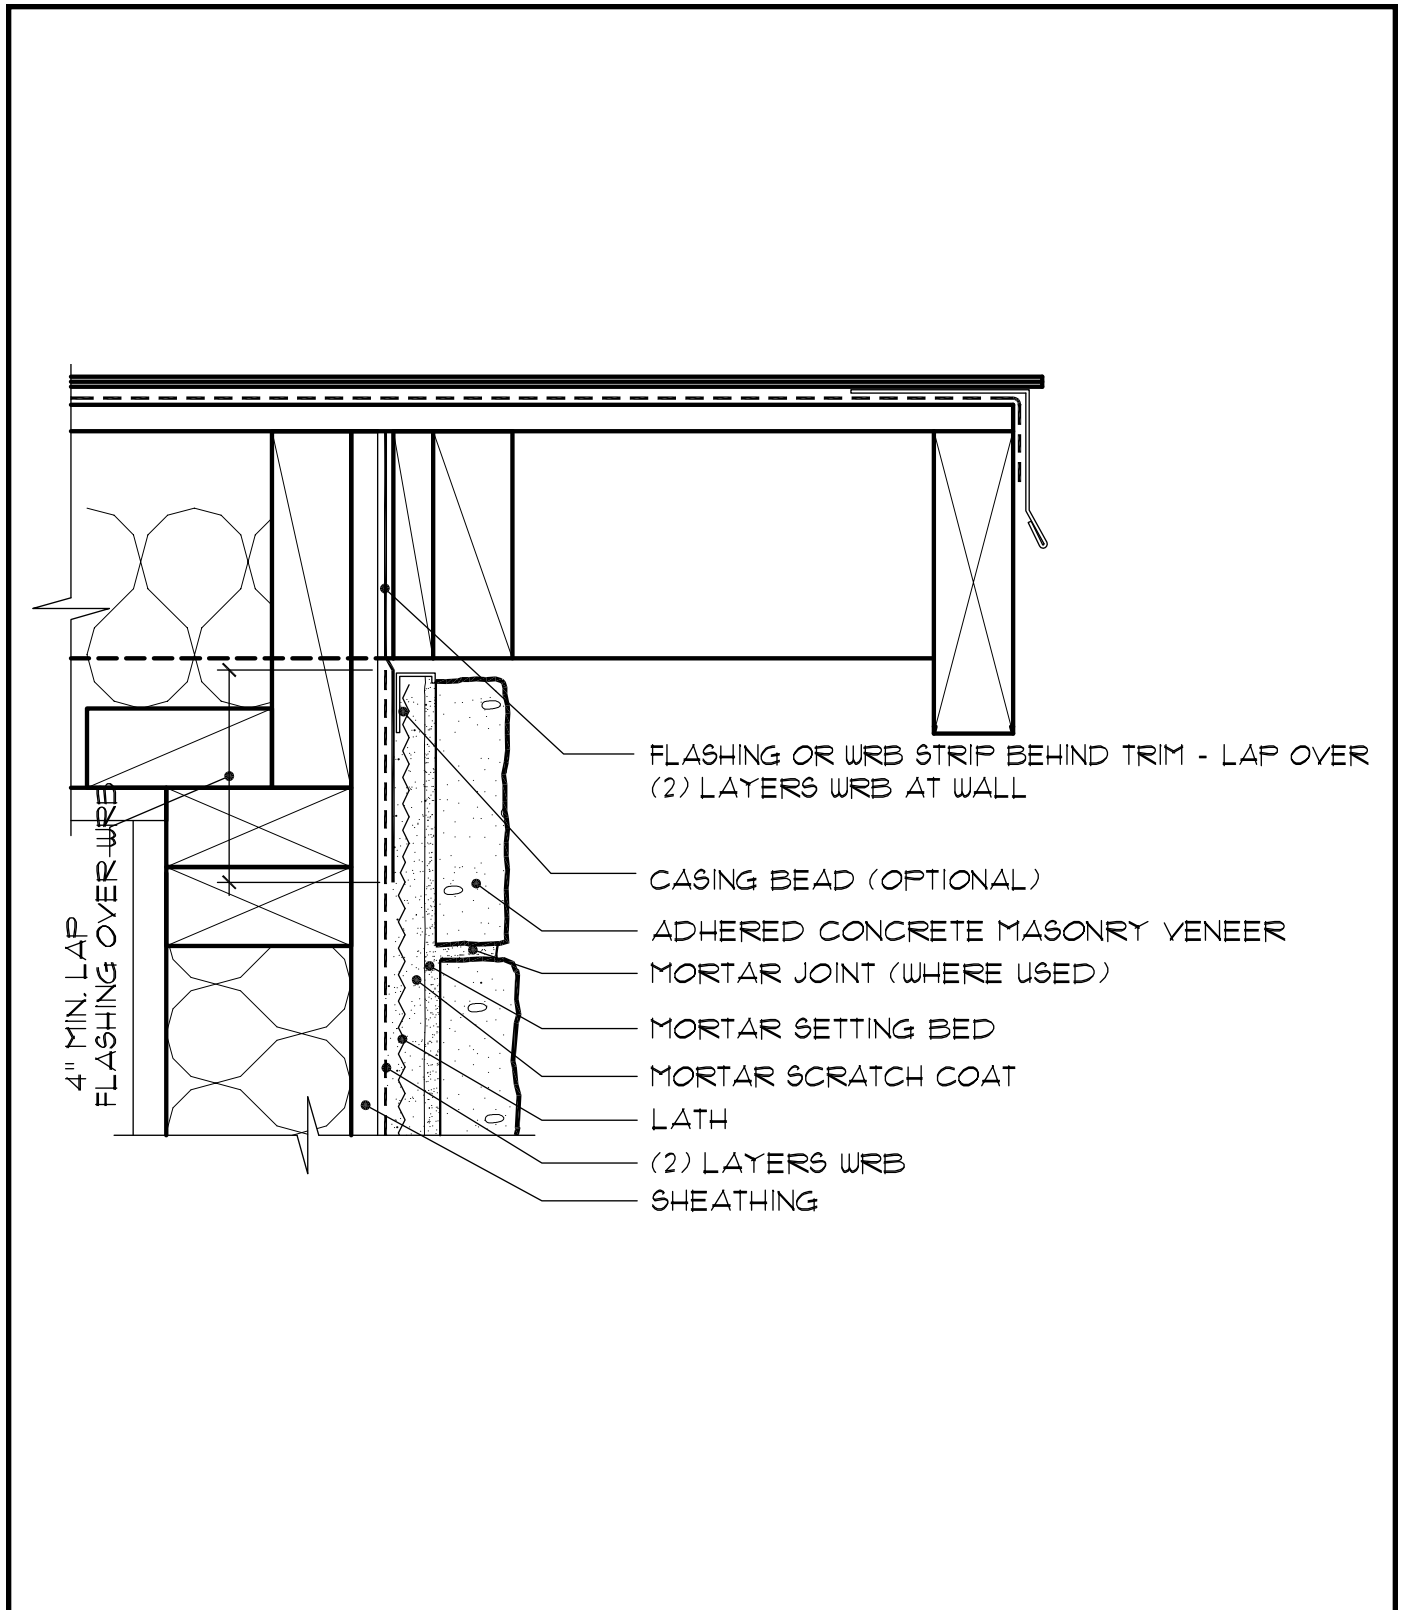 FLASHING OR WRB STRIP BEHIND TRIM - LAP OVER
(2) LAYERS WRB AT WALL
CASING BEAD (OPTIONAL)
ADHERED CONCRETE MASONRY VENEER
MORTAR JOINT (WHERE USED)
MORTAR SETTING BED
MORTAR SCRATCH COAT
LATH
(2) LAYERS WRB
SHEATHING
4" MIN. LAP
FLASHING OVER WRB